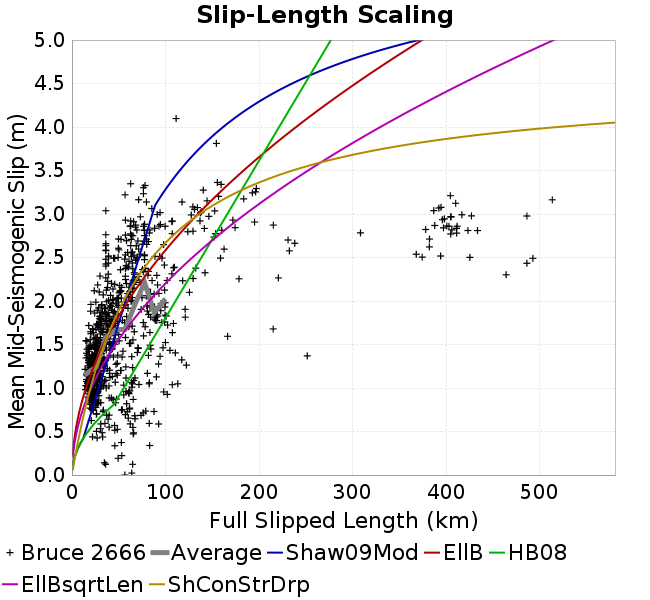 Slip-Length Scaling
Mean Mid-Seismogenic Slip (m)
5.0
4.5
4.0
3.5
3.0
2.5
2.0
1.5
1.0
0.5
0.0
0 100 200 300 400 500
Full Slipped Length (km)
Bruce 2666 Average Shaw09Mod EllB HB08
EllBsqrtLen ShConStrDrp